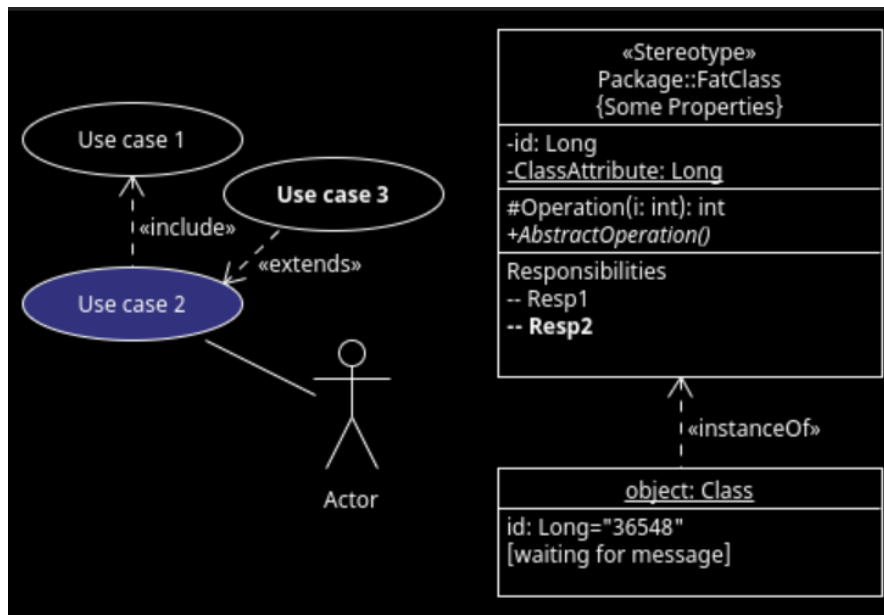 Use case 1
Use case 3
«include»
«extends»
Use case 2
Actor
«Stereotype»
Package::FatClass
{Some Properties}
-id: Long
-ClassAttribute: Long
#Operation(i: int): int
+AbstractOperation()
Responsibilities
-- Resp1
-- Resp2
«instanceOf»
object: Class
id: Long="36548"
[waiting for message]